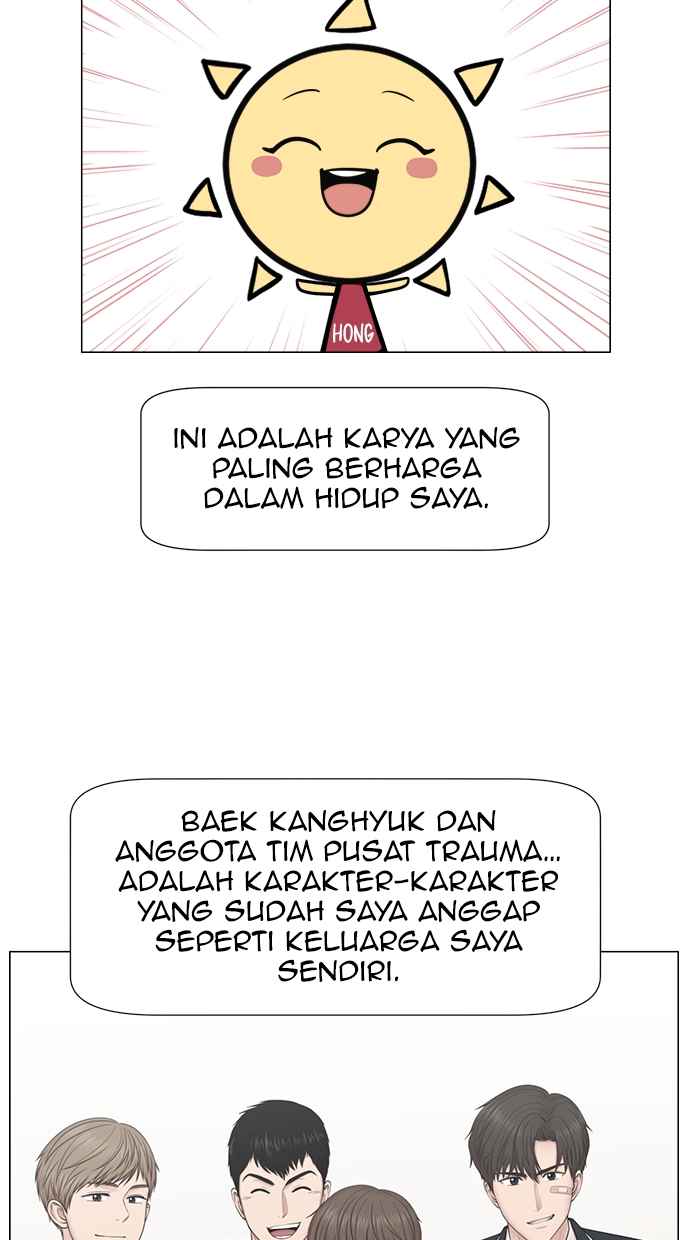 HONG
INI ADALAH KARYA YANG
PALING BERHARGA
DALAM HIDUP SAYA.
BAEK KANGHYUK DAN
ANGGOTA TIM PUSAT TRAUMA...
ADALAH KARAKTER-KARAKTER
YANG SUDAH SAYA ANGGAP
SEPERTI KELUARGA SAYA
SENDIRI.